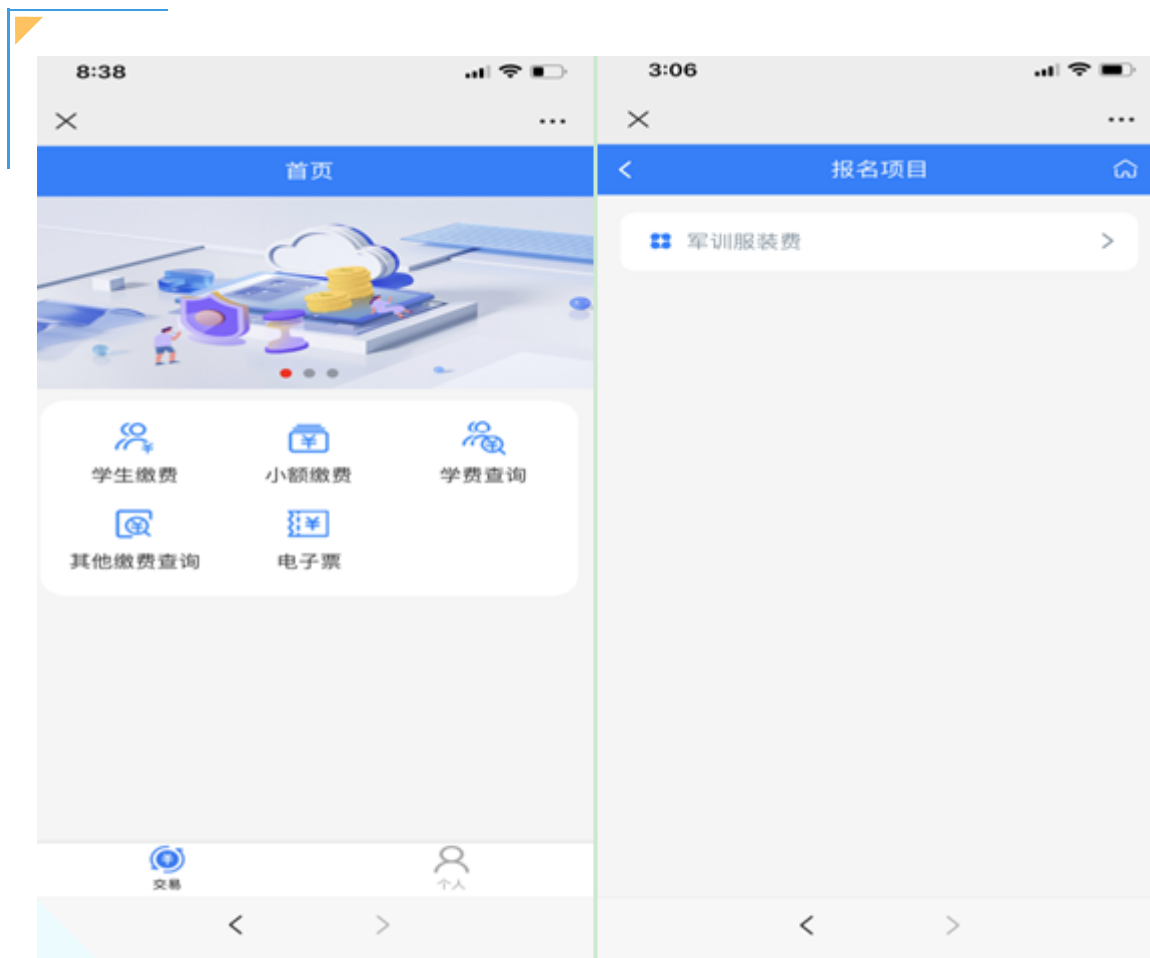 8:38
首页
学生缴费
小额缴费
学费查询
其他缴费查询
电子票
交易
个人
3:06
报名项目
军训服装费